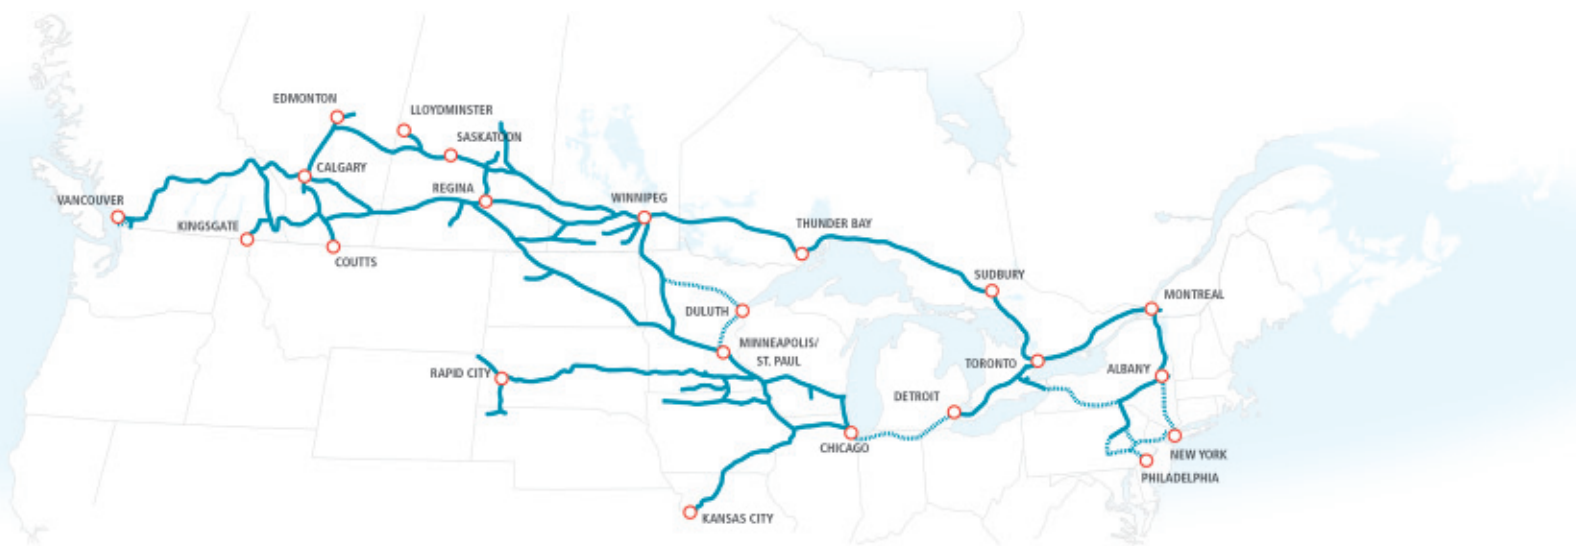 EDMONTON
LLOYDMINSTER
SASKATOON
CALGARY
REGINA
VANCOUVER
WINNIPEG
KINGSGATE
THUNDER BAY
COUTTS
SUDBURY
MONTREAL
DULUTH
MINNEAPOLIS/
ST. PAUL
TORONTO
ALBANY
RAPID CITY
DETROIT
CHICAGO
NEW YORK
PHILADELPHIA
KANSAS CITY